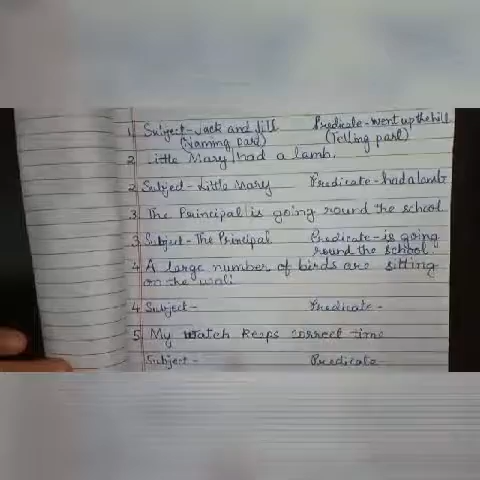 1 Subject - Jack and Jill Predicate - went up the hill
(Naming part) (Telling part)
2 Little Mary had a lamb.
2 Subject - Little Mary Predicate - had a lamb
3 The Principal is going round the school
3 Subject - The Principal Predicate - is going
round the school
4 A large number of birds are sitting
on the wall
4 Subject - Predicate -
5 My watch keeps correct time
Subject - Predicate -